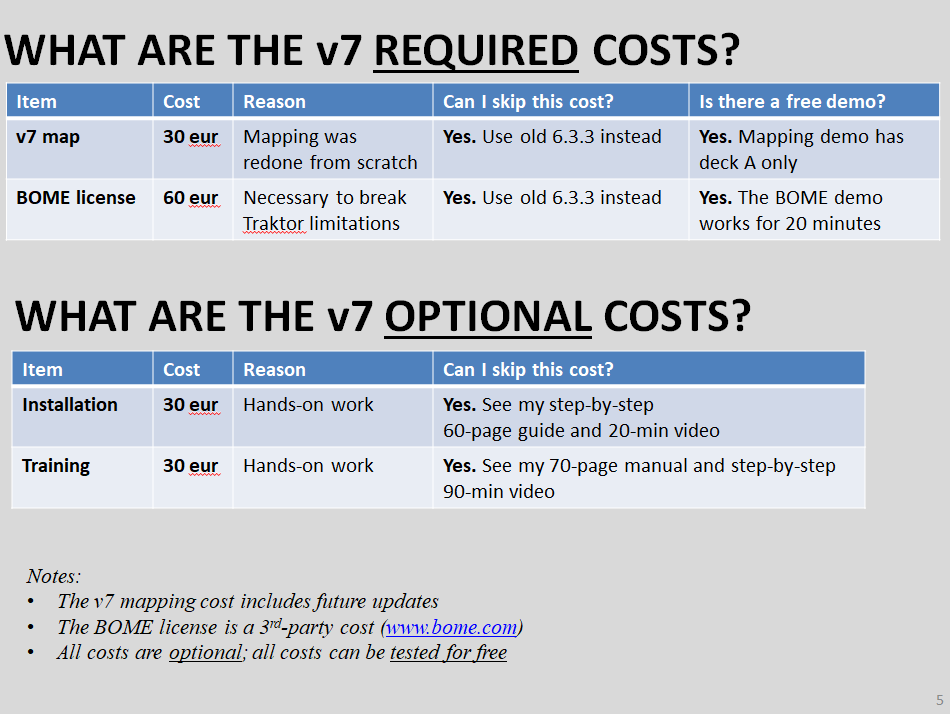 WHAT ARE THE v7 REQUIRED COSTS?
Item Cost Reason Can I skip this cost? Is there a free demo?
v7 map 30 eur Mapping was Yes. Use old 6.3.3 instead Yes. Mapping demo has
redone from scratch deck A only
BOME license 60 eur Necessary to break Yes. Use old 6.3.3 instead Yes. The BOME demo
Traktor limitations works for 20 minutes
WHAT ARE THE v7 OPTIONAL COSTS?
Item Cost Reason Can I skip this cost?
Installation 30 eur Hands-on work Yes. See my step-by-step
60-page guide and 20-min video
Training 30 eur Hands-on work Yes. See my 70-page manual and step-by-step
90-min video
Notes:
• The v7 mapping cost includes future updates
• The BOME license is a 3rd-party cost (www.bome.com)
• All costs are optional; all costs can be tested for free
5